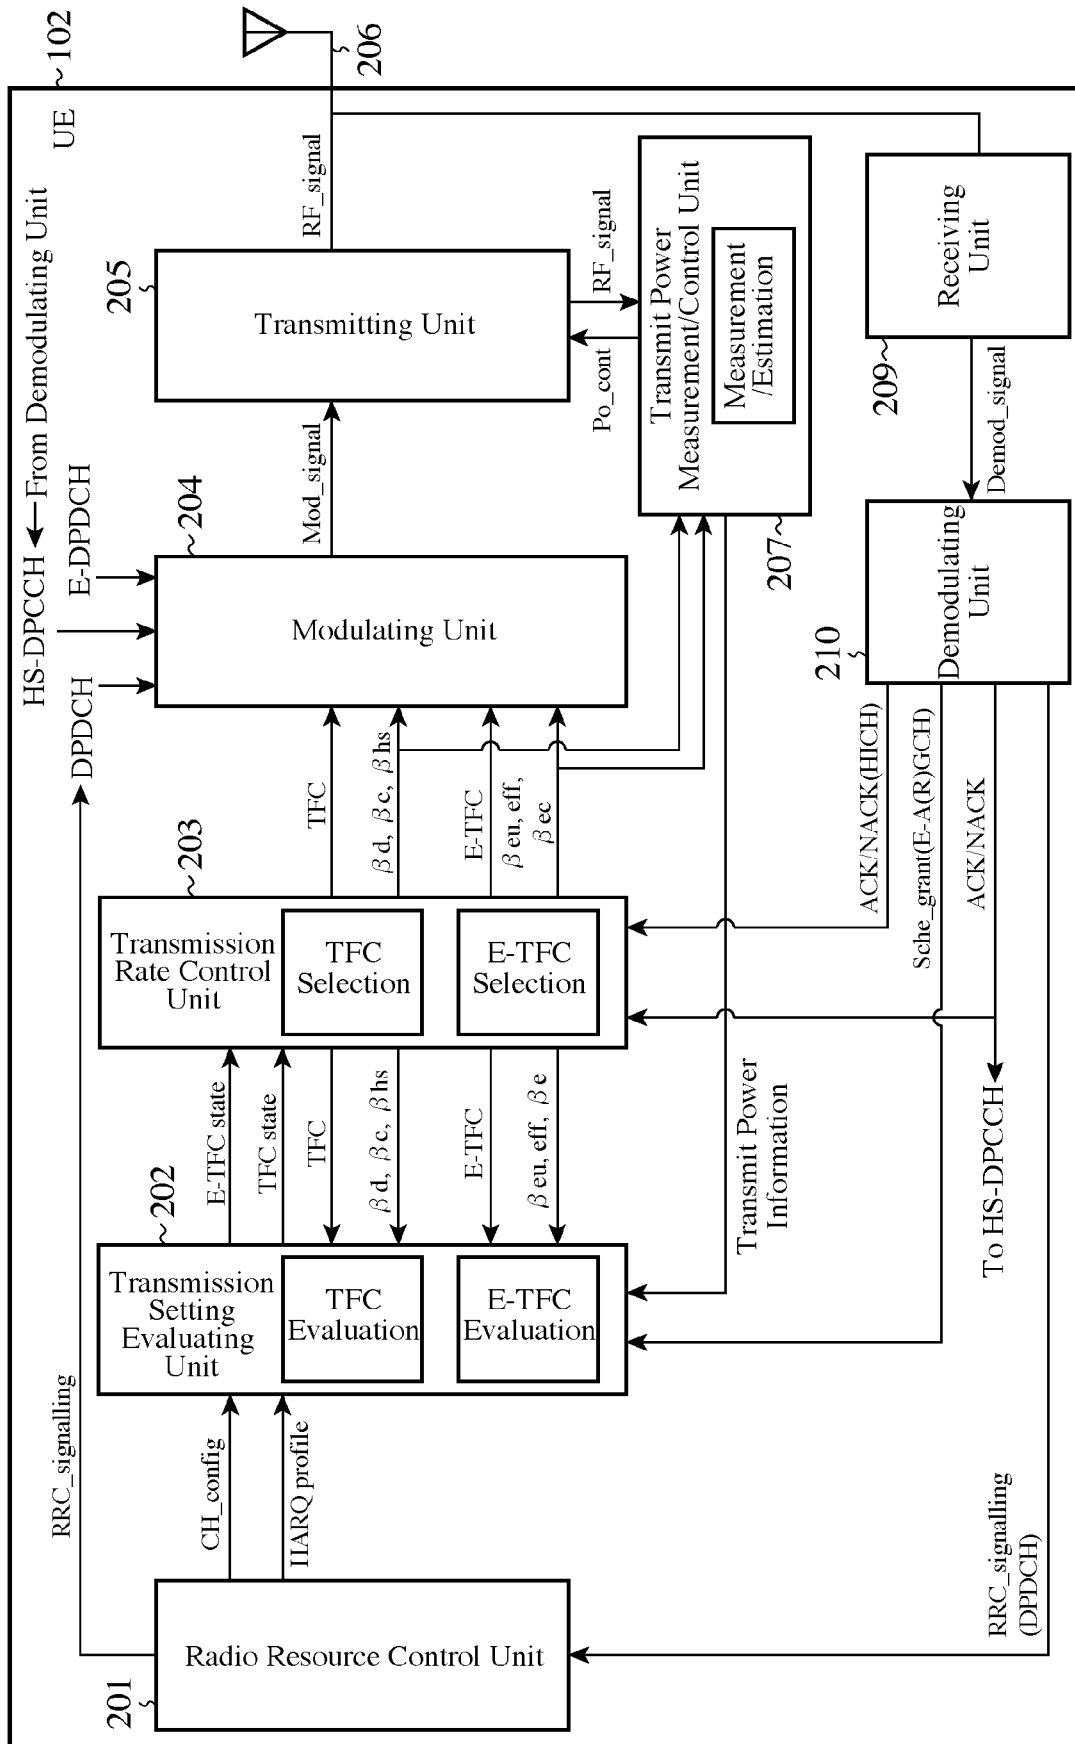 102
UE
206
HS-DPCCH
From Demodulating Unit
DPDCH
E-DPDCH
RRC_signalling
201
Radio Resource Control Unit
CH_config
HARQ profile
202
Transmission
Setting
Evaluating
Unit
TFC
Evaluation
E-TFC
Evaluation
E-TFC state
TFC state
TFC
βd, βc, βhs
E-TFC
βeu, eff, βe
203
Transmission
Rate Control
Unit
TFC
Selection
E-TFC
Selection
TFC
βd, βc, βhs
E-TFC
βeu, eff,
βec
204
Modulating Unit
Mod_signal
205
Transmitting Unit
RF_signal
RF_signal
Po_cont
Transmit Power
Measurement/Control Unit
Measurement
/Estimation
207
Transmit Power
Information
209
Receiving
Unit
Demod_signal
210
Demodulating
Unit
ACK/NACK(HICH)
Sche_grant(E-A(R)GCH)
ACK/NACK
To HS-DPCCH
RRC_signalling
(DPDCH)